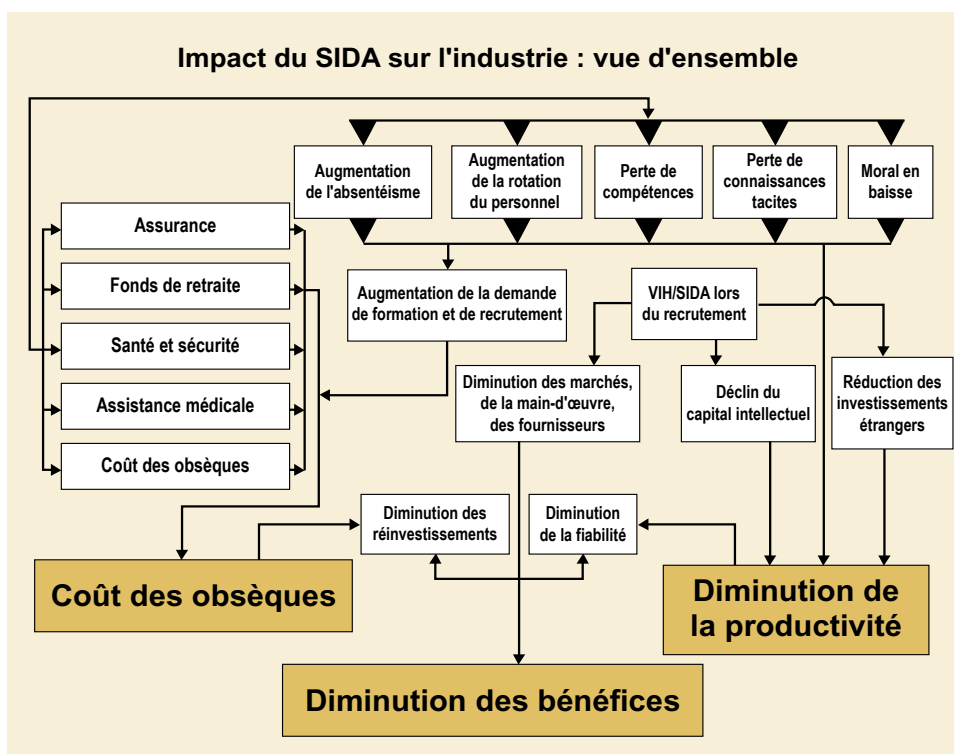 Impact du SIDA sur l'industrie : vue d'ensemble
Augmentation
de l'absentéisme
Augmentation
de la rotation
du personnel
Perte de
compétences
Perte de
connaissances
tacites
Moral en
baisse
Assurance
Fonds de retraite
Santé et sécurité
Assistance médicale
Coût des obsèques
Augmentation de la demande
de formation et de recrutement
VIH/SIDA lors
du recrutement
Diminution des marchés,
de la main-d'œuvre,
des fournisseurs
Déclin du
capital intellectuel
Réduction des
investissements
étrangers
Diminution des
réinvestissements
Diminution
de la fiabilité
Coût des obsèques
Diminution de
la productivité
Diminution des bénéfices